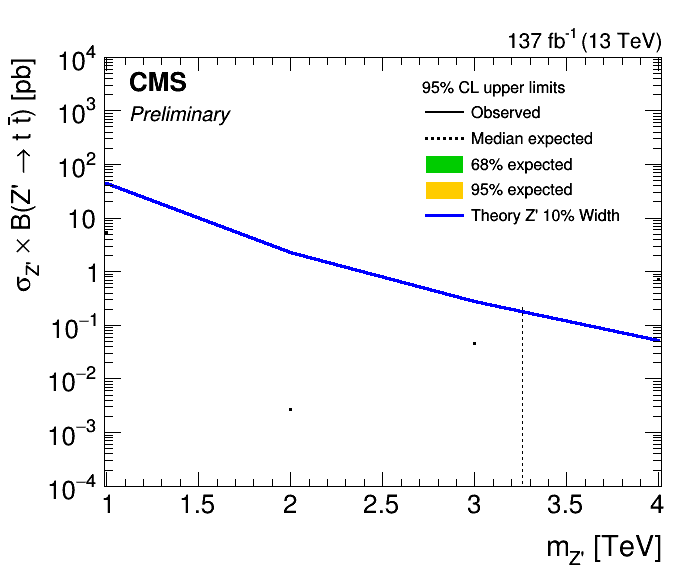 137 fb⁻¹ (13 TeV)
CMS
Preliminary
95% CL upper limits
Observed
Median expected
68% expected
95% expected
Theory Z' 10% Width
σ_Z' × B(Z' → t t̄) [pb]
10⁴
10³
10²
10
1
10⁻¹
10⁻²
10⁻³
10⁻⁴
1 1.5 2 2.5 3 3.5 4
m_Z' [TeV]